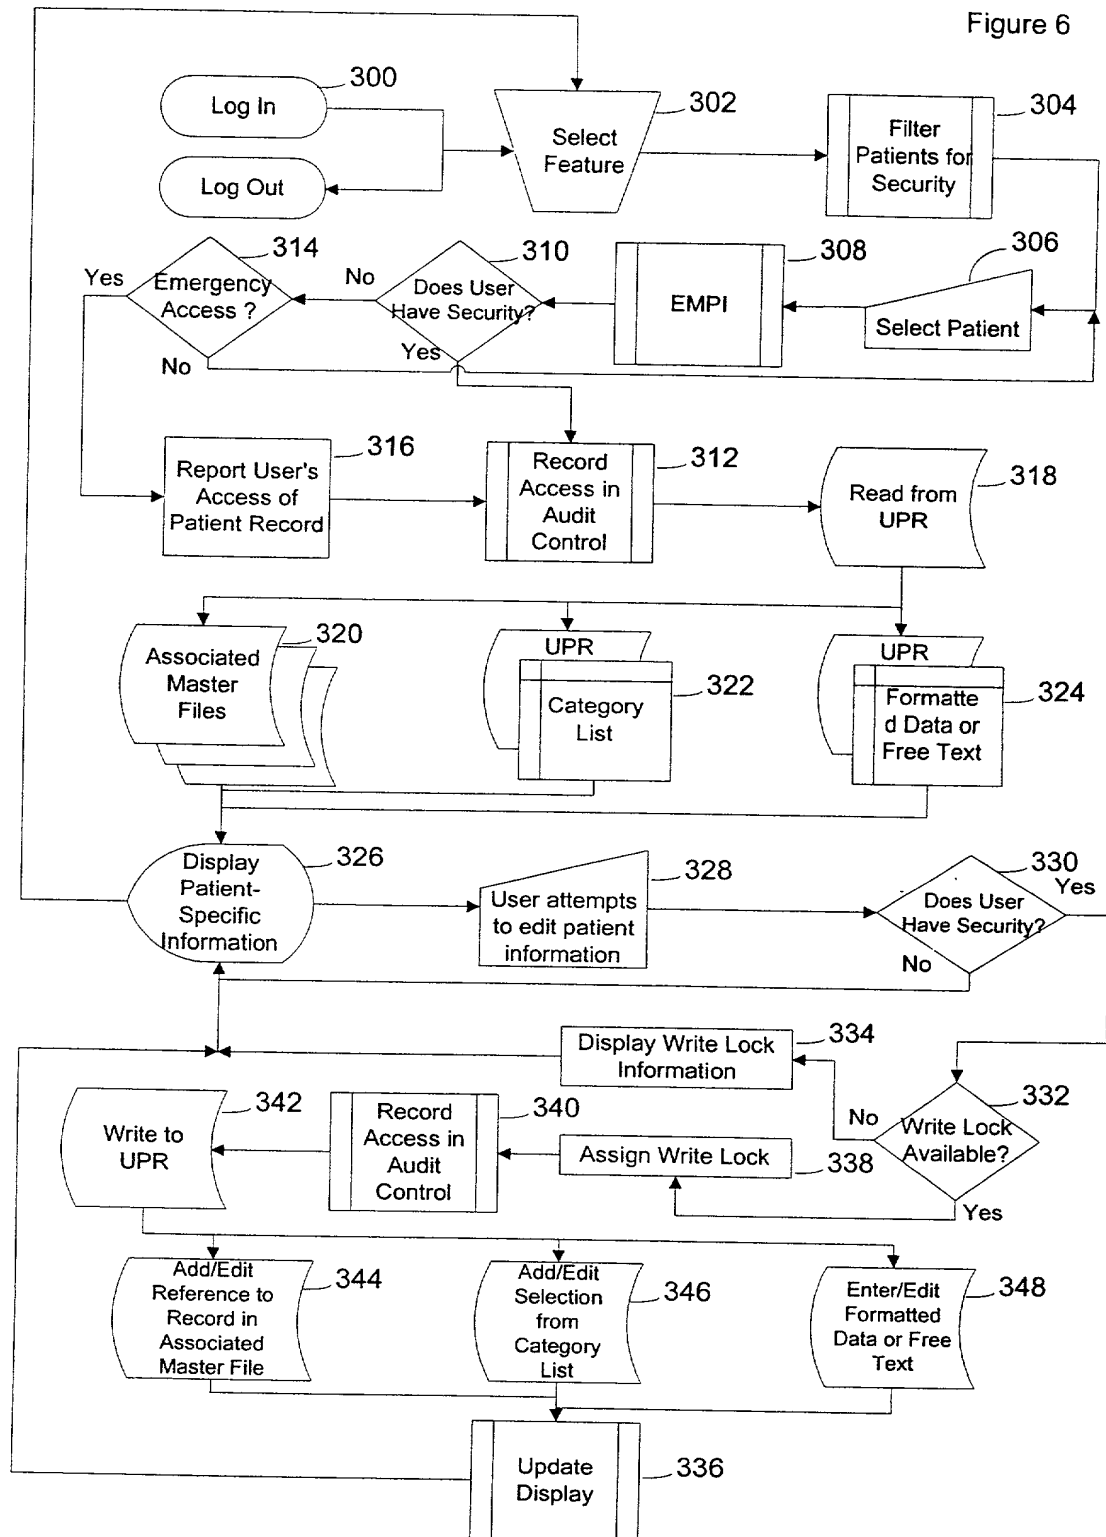 Figure 6
300
Log In
Log Out
302
Select
Feature
304
Filter
Patients for
Security
314
Yes
Emergency
Access ?
No
310
No
Does User
Have Security?
Yes
308
EMPI
306
Select Patient
316
Report User's
Access of
Patient Record
312
Record
Access in
Audit
Control
318
Read from
UPR
320
Associated
Master
Files
UPR
322
Category
List
UPR
324
Formatte
d Data or
Free Text
326
Display
Patient-
Specific
Information
328
User attempts
to edit patient
information
330
Yes
Does User
Have Security?
No
334
Display Write Lock
Information
332
No
Write Lock
Available?
Yes
342
Write to
UPR
340
Record
Access in
Audit
Control
Assign Write Lock
338
344
Add/Edit
Reference to
Record in
Associated
Master File
346
Add/Edit
Selection
from
Category
List
348
Enter/Edit
Formatted
Data or Free
Text
336
Update
Display